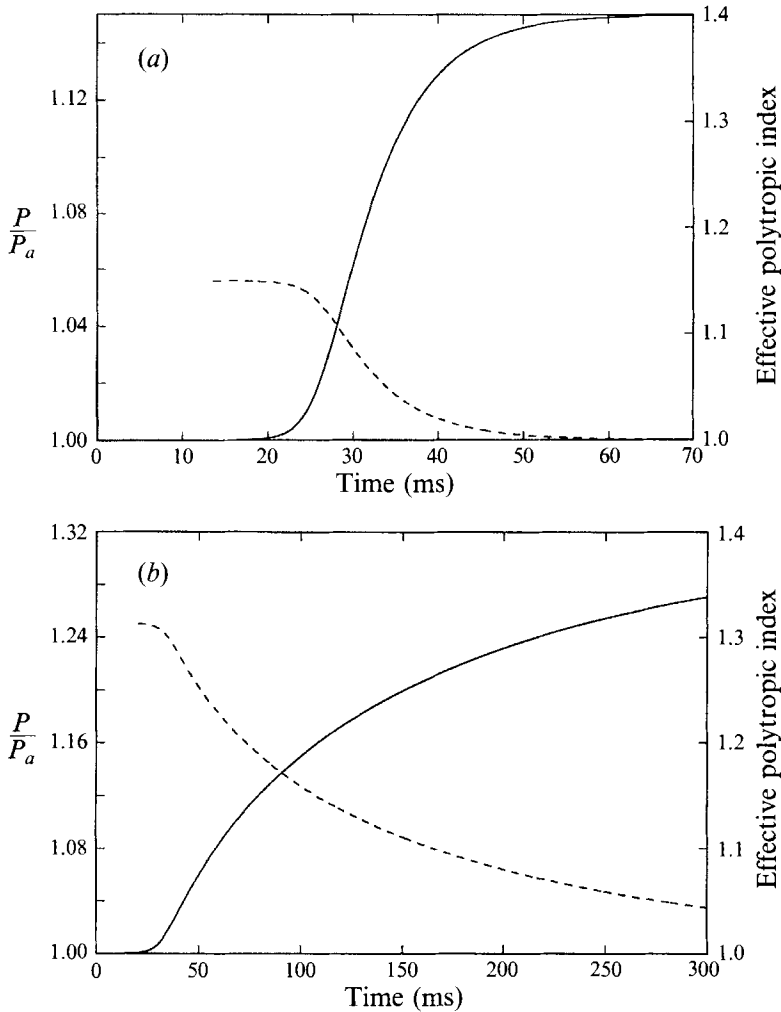 (a)
1.12
1.08
1.04
1.00
P
P_a
1.4
1.3
1.2
1.1
1.0
Effective polytropic index
0 10 20 30 40 50 60 70
Time (ms)
(b)
1.32
1.24
1.16
1.08
1.00
P
P_a
1.4
1.3
1.2
1.1
1.0
Effective polytropic index
0 50 100 150 200 250 300
Time (ms)